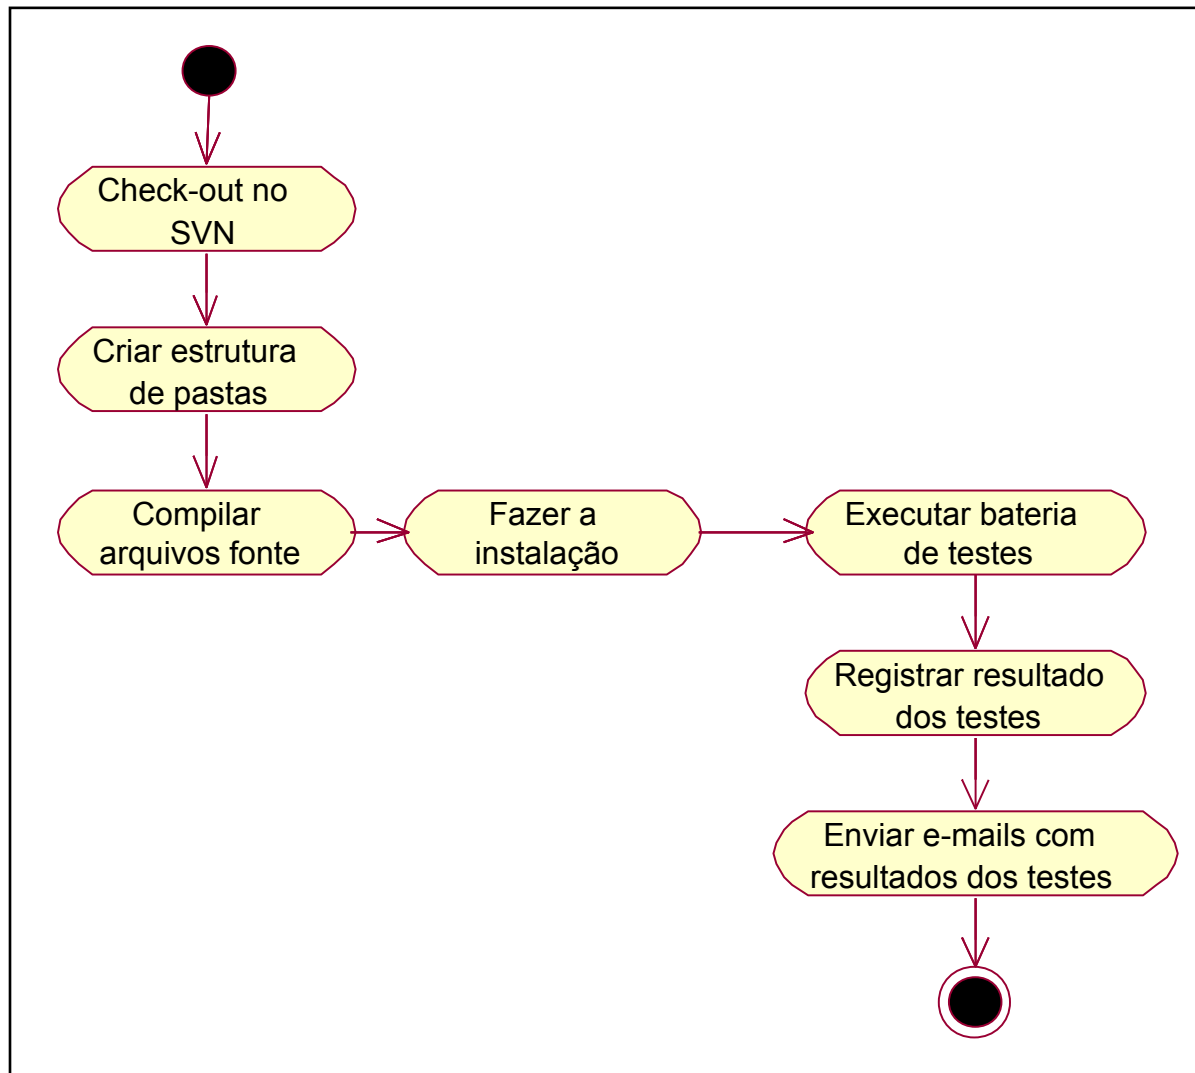 Check-out no
SVN
Criar estrutura
de pastas
Compilar
arquivos fonte
Fazer a
instalação
Executar bateria
de testes
Registrar resultado
dos testes
Enviar e-mails com
resultados dos testes